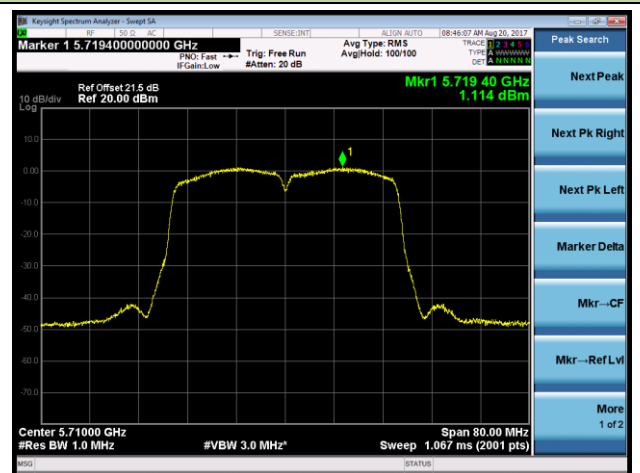 Keysight Spectrum Analyzer - Swept SA
RF 50 Ω AC SENSE:INT ALIGN AUTO 08:46:07 AM Aug 20, 2017
Marker 1 5.719400000000 GHz
PNO: Fast
IFGain:Low
Trig: Free Run
#Atten: 20 dB
Avg Type: RMS
Avg|Hold: 100/100
TRACE 1 2 3 4 5 6
TYPE A WWWWW
DET A N N N N N
Peak Search
Ref Offset 21.5 dB
10 dB/div Ref 20.00 dBm
Log
Mkr1 5.719 40 GHz
1.114 dBm
Next Peak
Next Pk Right
Next Pk Left
Marker Delta
Mkr→CF
Mkr→Ref Lvl
More
1 of 2
10.0
0.00
-10.0
-20.0
-30.0
-40.0
-50.0
-60.0
-70.0
1
Center 5.71000 GHz Span 80.00 MHz
#Res BW 1.0 MHz #VBW 3.0 MHz* Sweep 1.067 ms (2001 pts)
MSG STATUS